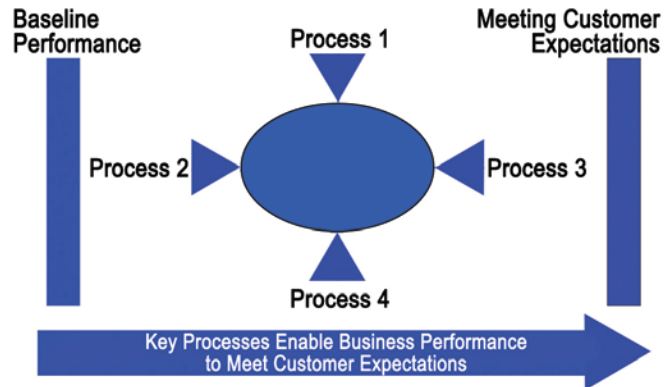 Baseline
Performance
Meeting Customer
Expectations
Process 1
Process 2
Process 3
Process 4
Key Processes Enable Business Performance
to Meet Customer Expectations